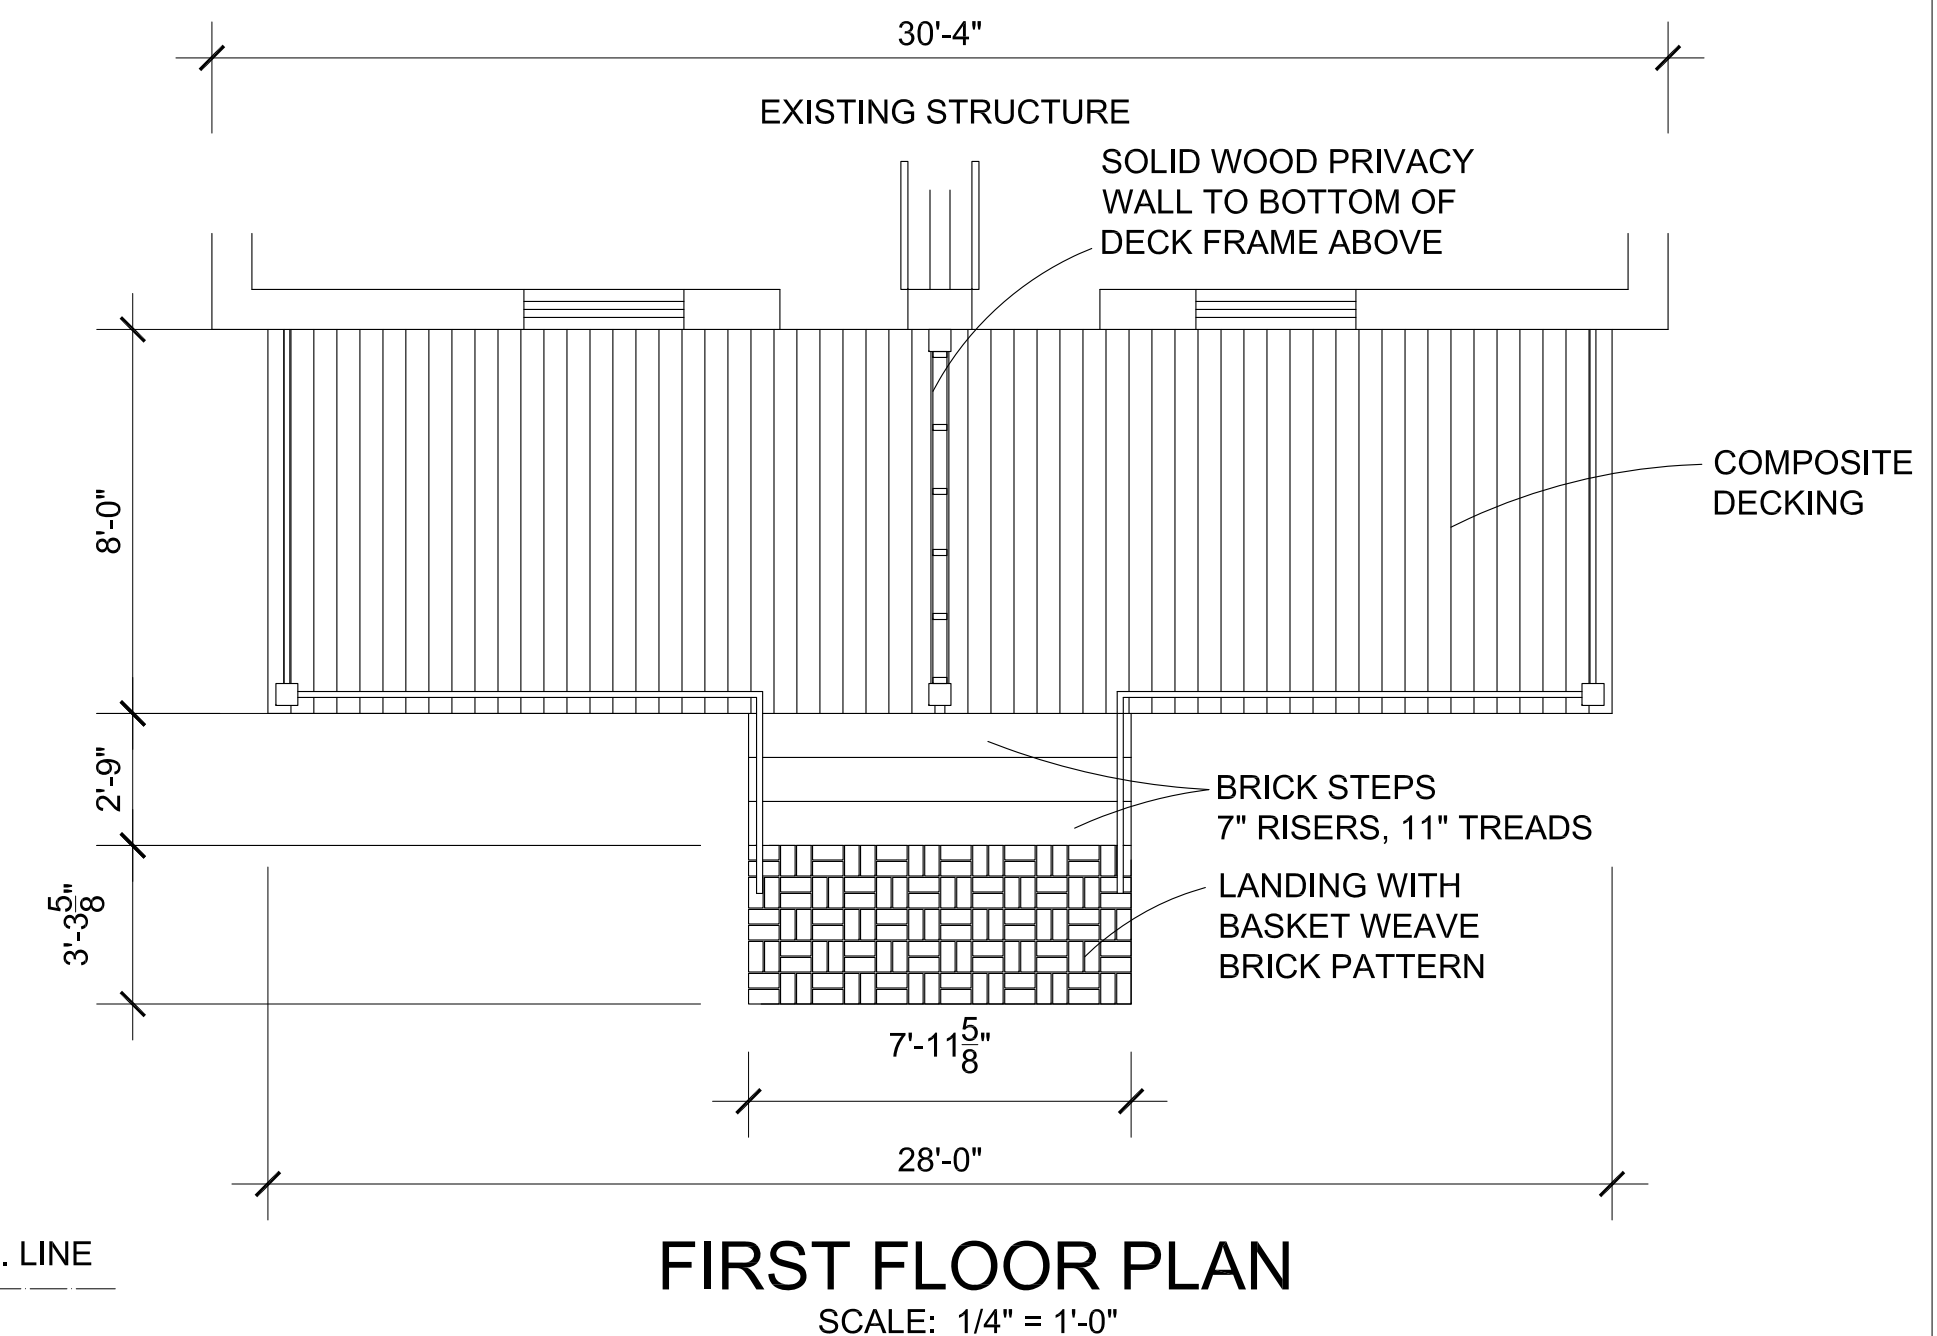 30'-4"
EXISTING STRUCTURE
SOLID WOOD PRIVACY
WALL TO BOTTOM OF
DECK FRAME ABOVE
COMPOSITE
DECKING
8'-0"
2'-9"
BRICK STEPS
7" RISERS, 11" TREADS
3'-3 5/8"
LANDING WITH
BASKET WEAVE
BRICK PATTERN
7'-11 5/8"
28'-0"
. LINE
FIRST FLOOR PLAN
SCALE: 1/4" = 1'-0"